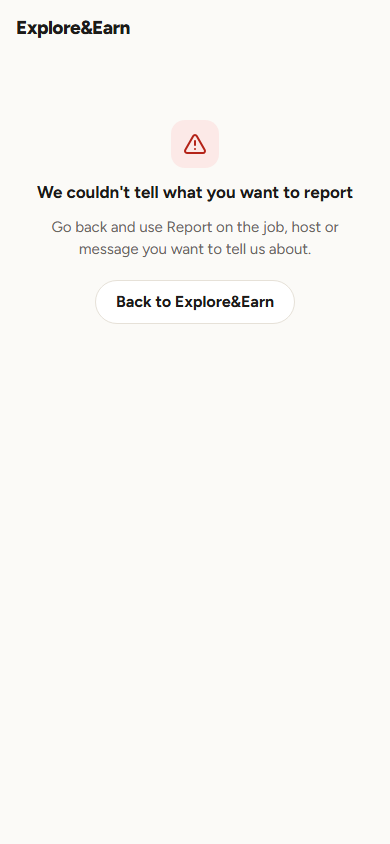 Explore&Earn
We couldn't tell what you want to report
Go back and use Report on the job, host or
message you want to tell us about.
Back to Explore&Earn